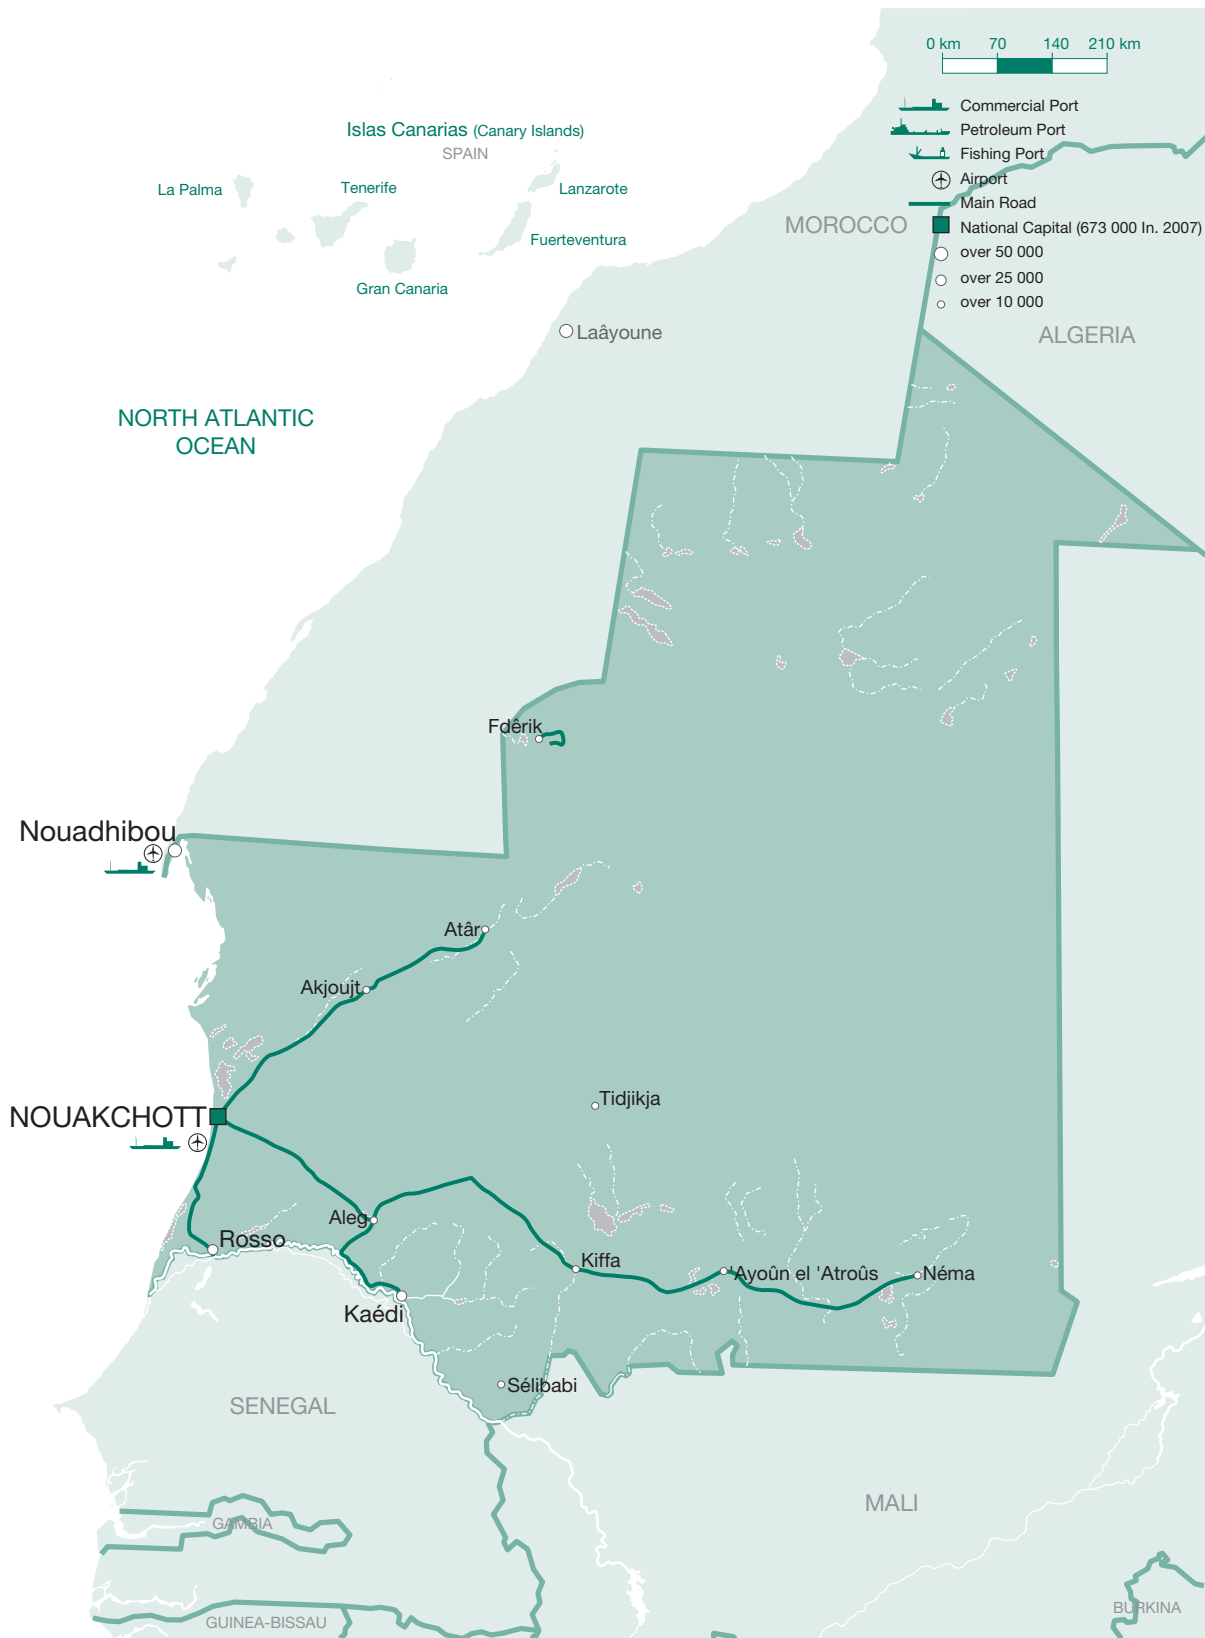 0 km 70 140 210 km
Commercial Port
Petroleum Port
Fishing Port
Airport
Main Road
National Capital (673 000 In. 2007)
over 50 000
over 25 000
over 10 000
Islas Canarias (Canary Islands)
SPAIN
La Palma
Tenerife
Lanzarote
Fuerteventura
Gran Canaria
MOROCCO
Laâyoune
ALGERIA
NORTH ATLANTIC
OCEAN
Fdêrik
Nouadhibou
Atâr
Akjoujt
Tidjikja
NOUAKCHOTT
Aleg
Rosso
Kiffa
'Ayoûn el 'Atroûs
Néma
Kaédi
Sélibabi
SENEGAL
MALI
GAMBIA
GUINEA-BISSAU
BURKINA